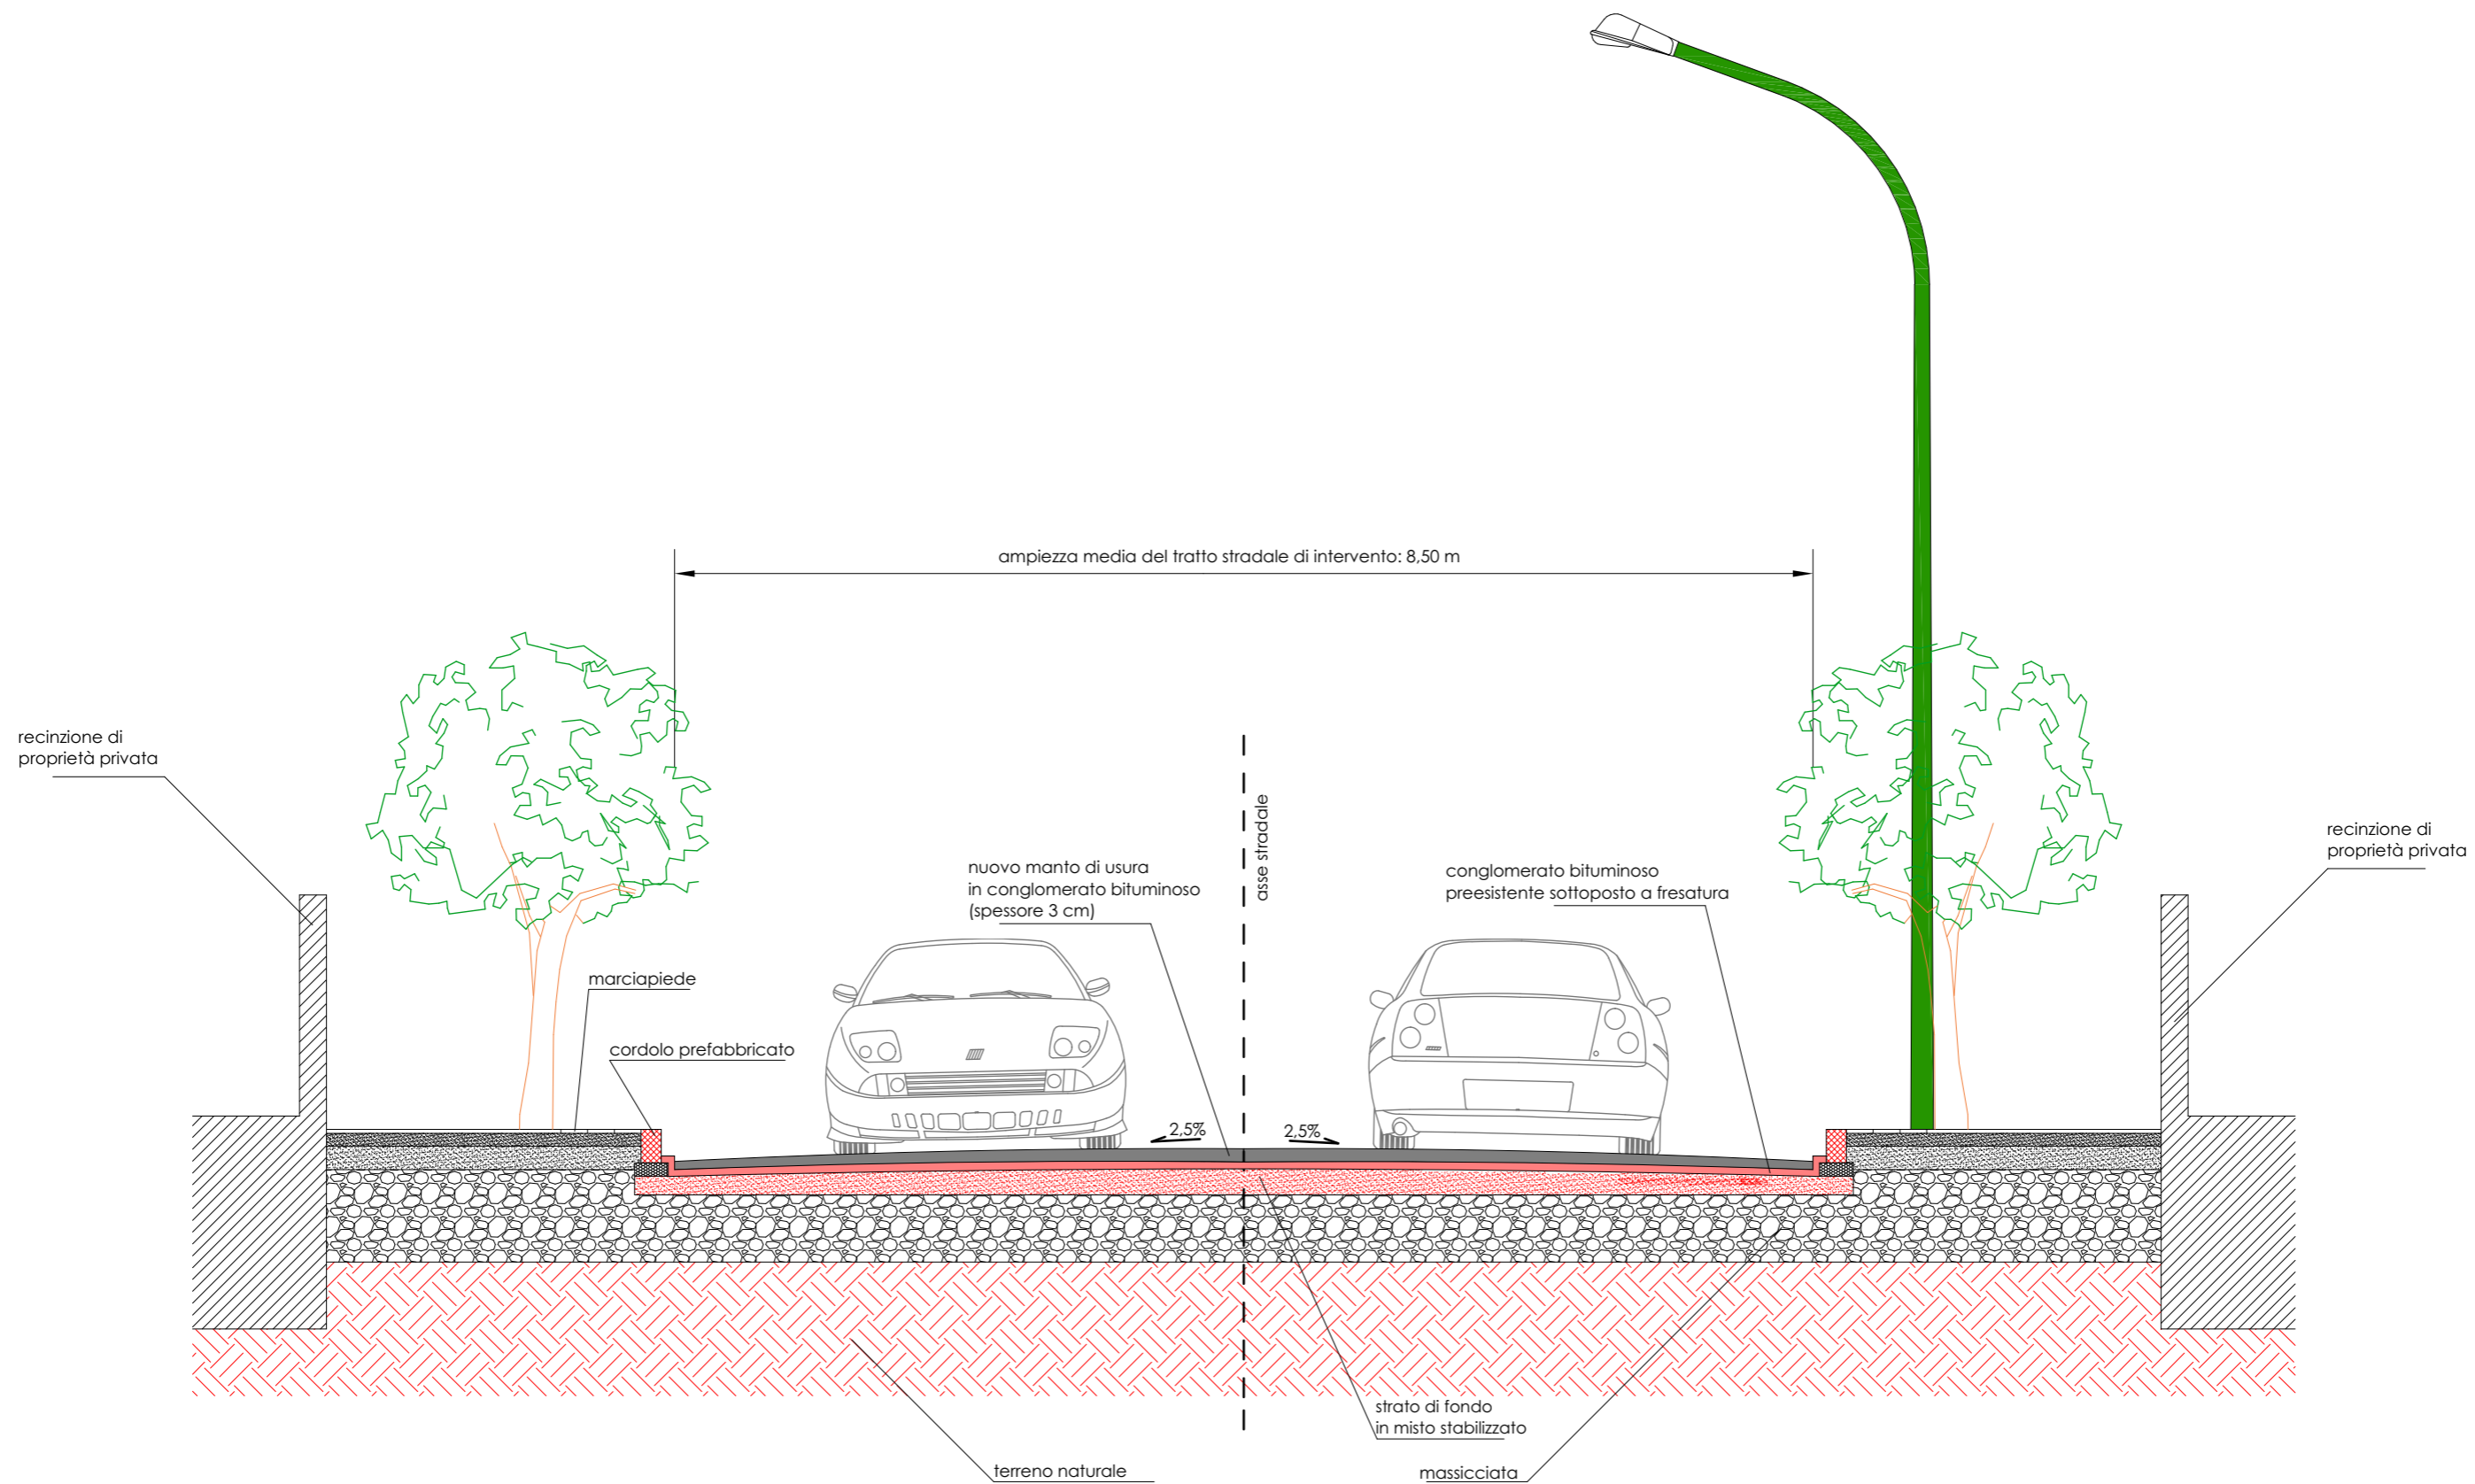 ampiezza media del tratto stradale di intervento: 8,50 m
recinzione di
proprietà privata
asse stradale
recinzione di
proprietà privata
nuovo manto di usura
in conglomerato bituminoso
(spessore 3 cm)
conglomerato bituminoso
preesistente sottoposto a fresatura
marciapiede
cordolo prefabbricato
2,5%
2,5%
strato di fondo
in misto stabilizzato
terreno naturale
massicciata